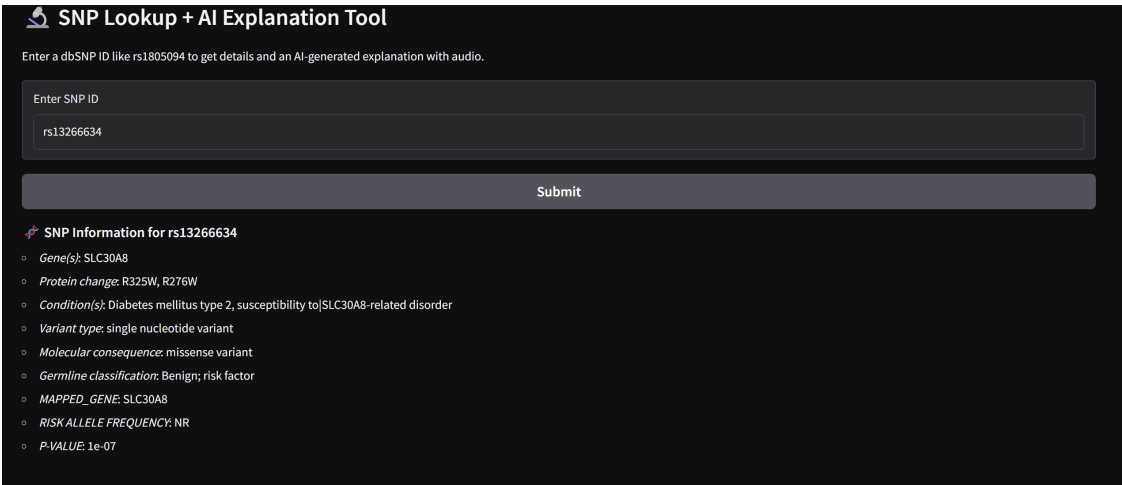 SNP Lookup + AI Explanation Tool
Enter a dbSNP ID like rs1805094 to get details and an AI-generated explanation with audio.
Enter SNP ID
rs13266634
Submit
SNP Information for rs13266634
Gene(s): SLC30A8
Protein change: R325W, R276W
Condition(s): Diabetes mellitus type 2, susceptibility to|SLC30A8-related disorder
Variant type: single nucleotide variant
Molecular consequence: missense variant
Germline classification: Benign; risk factor
MAPPED_GENE: SLC30A8
RISK ALLELE FREQUENCY: NR
P-VALUE: 1e-07